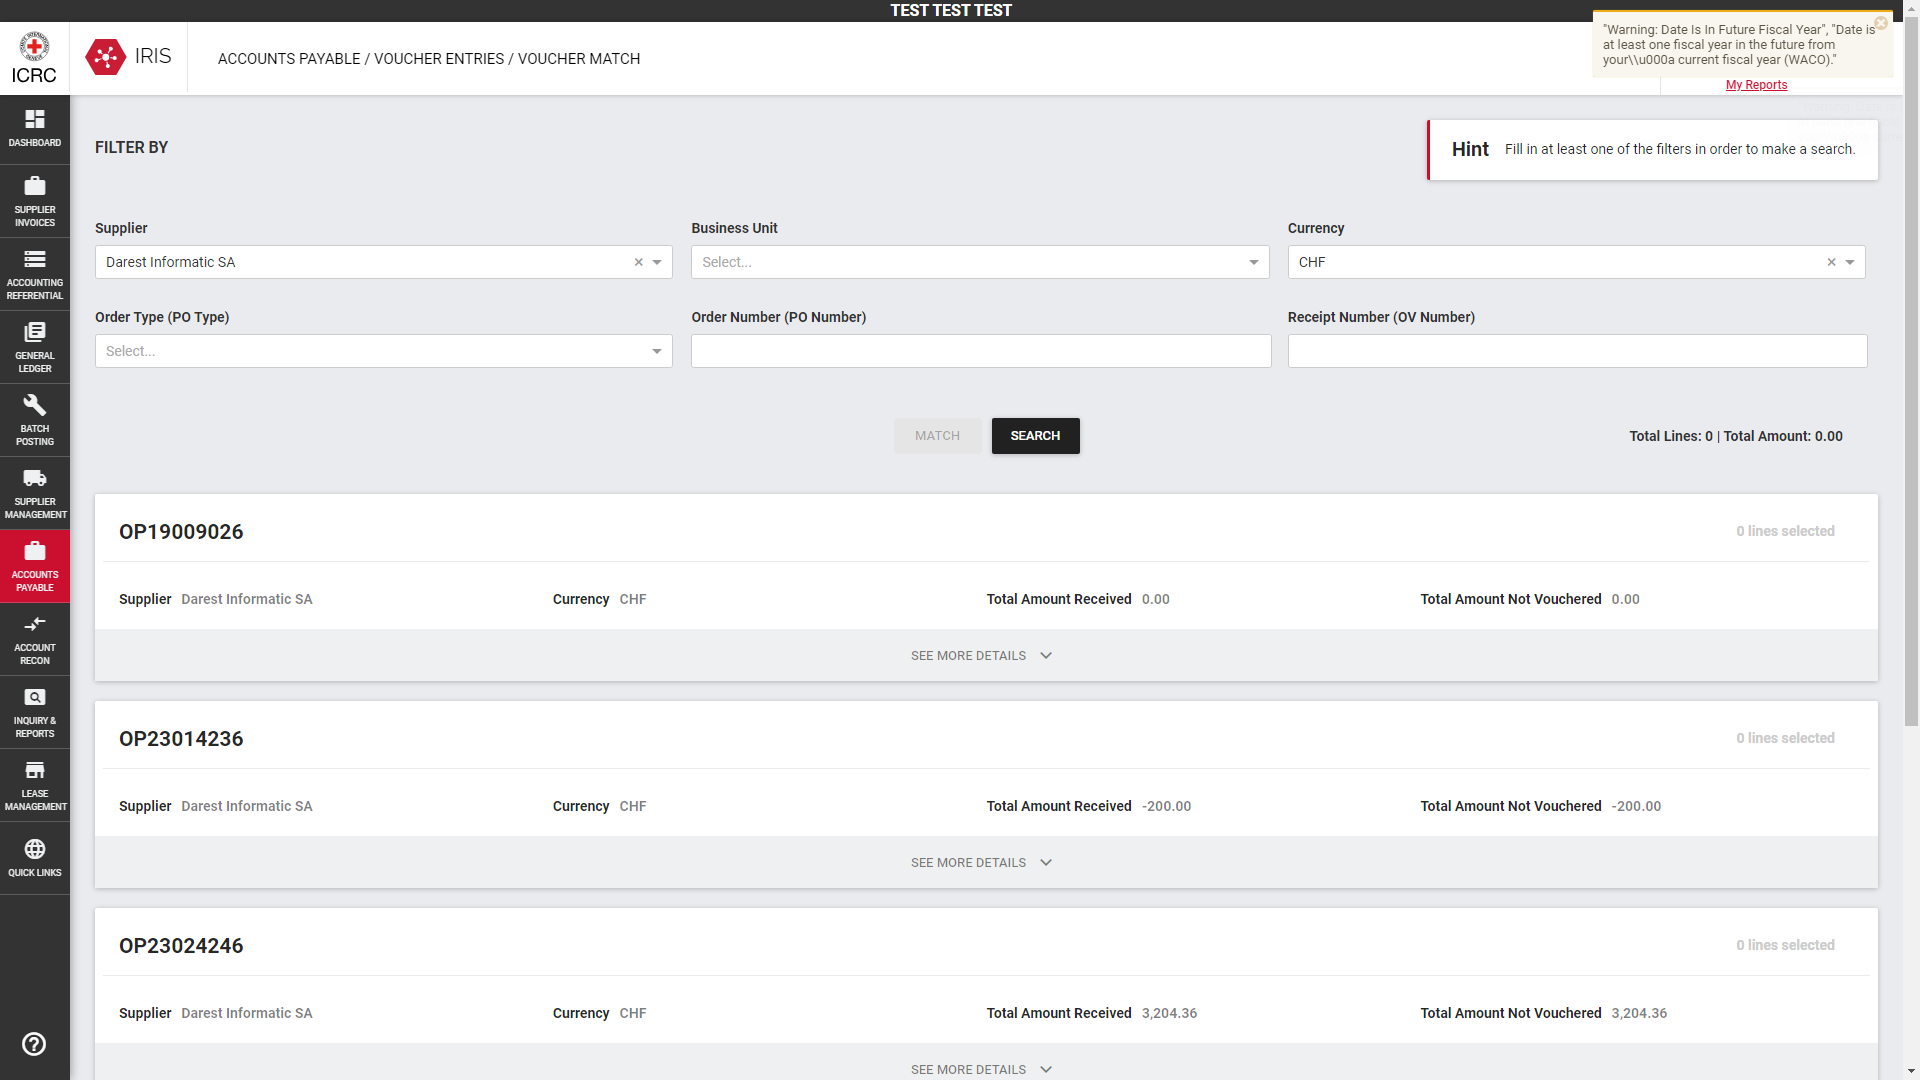 TEST TEST TEST
ICRC
IRIS
ACCOUNTS PAYABLE / VOUCHER ENTRIES / VOUCHER MATCH
"Warning: Date Is In Future Fiscal Year", "Date is
at least one fiscal year in the future from
your\\u000a current fiscal year (WACO)."
My Reports
DASHBOARD
SUPPLIER
INVOICES
ACCOUNTING
REFERENTIAL
GENERAL
LEDGER
BATCH
POSTING
SUPPLIER
MANAGEMENT
ACCOUNTS
PAYABLE
ACCOUNT
RECON
INQUIRY &
REPORTS
LEASE
MANAGEMENT
QUICK LINKS
FILTER BY
Hint Fill in at least one of the filters in order to make a search.
Supplier Business Unit Currency
Darest Informatic SA Select... CHF
Order Type (PO Type) Order Number (PO Number) Receipt Number (OV Number)
Select...
MATCH SEARCH Total Lines: 0 | Total Amount: 0.00
OP19009026 0 lines selected
Supplier Darest Informatic SA Currency CHF Total Amount Received 0.00 Total Amount Not Vouchered 0.00
SEE MORE DETAILS
OP23014236 0 lines selected
Supplier Darest Informatic SA Currency CHF Total Amount Received -200.00 Total Amount Not Vouchered -200.00
SEE MORE DETAILS
OP23024246 0 lines selected
Supplier Darest Informatic SA Currency CHF Total Amount Received 3,204.36 Total Amount Not Vouchered 3,204.36
SEE MORE DETAILS